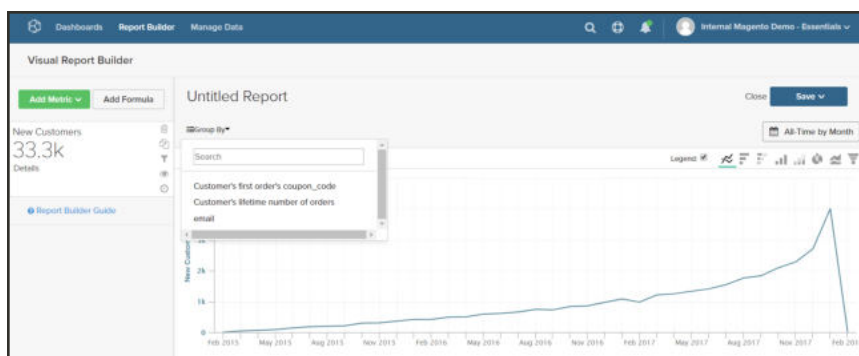 Dashboards Report Builder Manage Data Internal Magento Demo - Essentials
Visual Report Builder
Add Metric Add Formula Untitled Report Close Save
New Customers Group By All-Time by Month
33.3k
Details Search Legend
Customer's first order's coupon_code
Customer's lifetime number of orders
Report Builder Guide email
New Custom
2k
1k
0
Feb 2015 May 2015 Aug 2015 Nov 2015 Feb 2016 May 2016 Aug 2016 Nov 2016 Feb 2017 May 2017 Aug 2017 Nov 2017 Feb 201